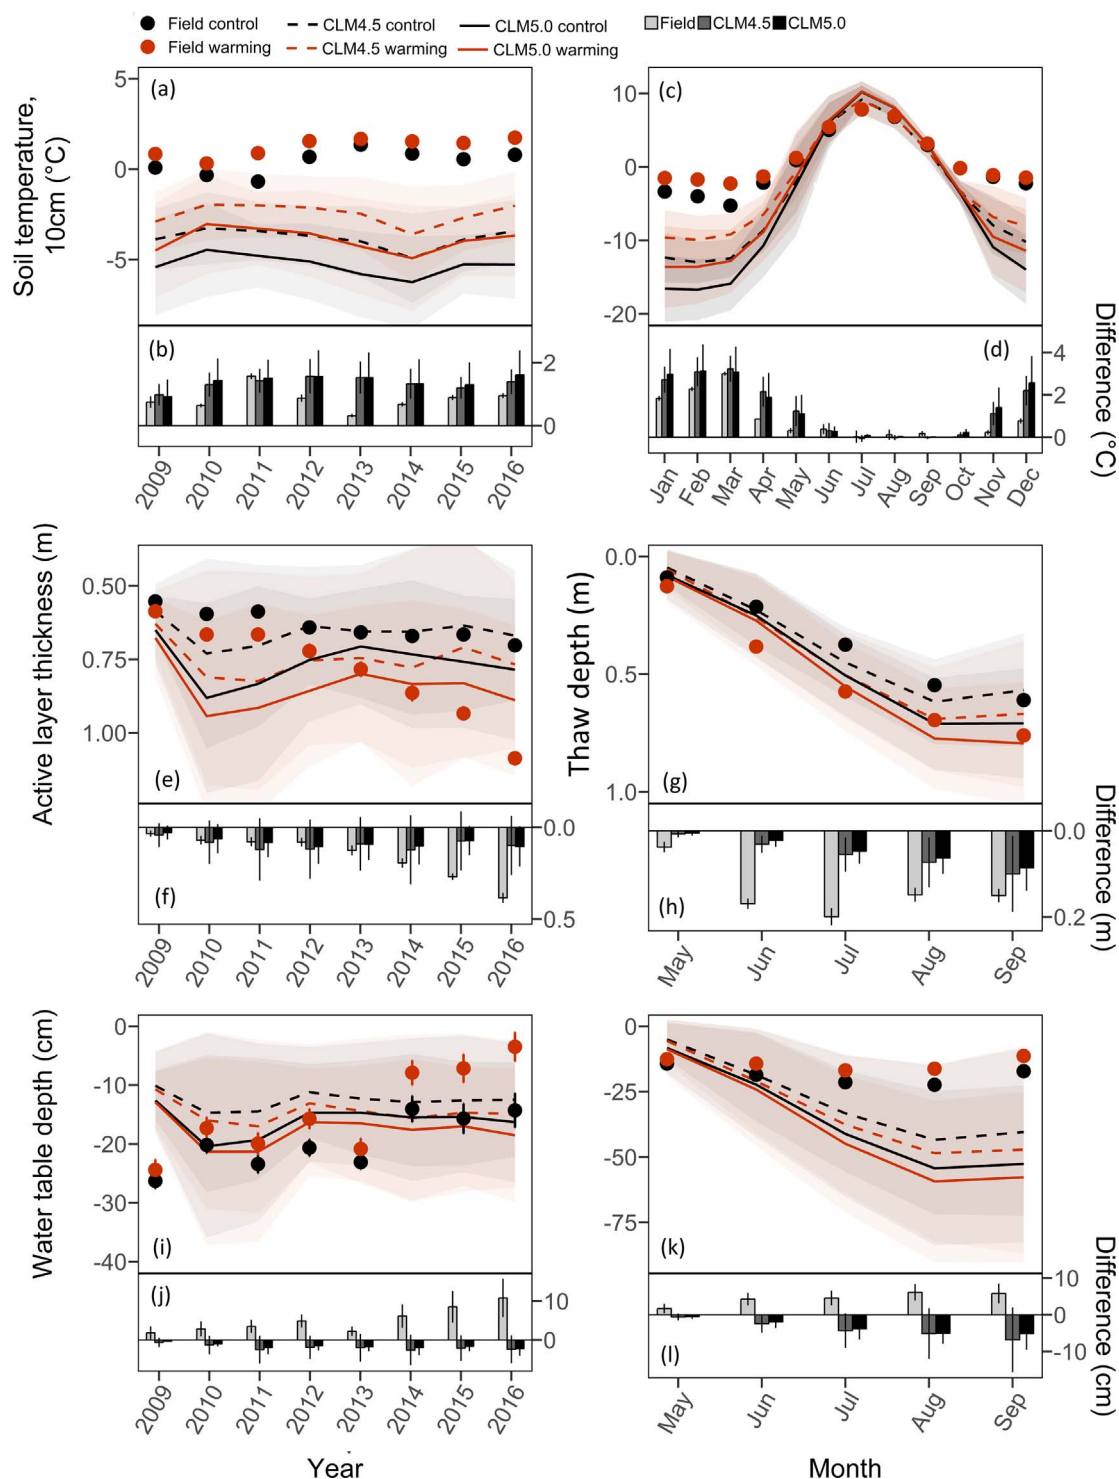 Field control CLM4.5 control CLM5.0 control Field CLM4.5 CLM5.0
Field warming CLM4.5 warming CLM5.0 warming
Soil temperature,
10cm (°C)
5
0
-5
(a)
10
0
-10
-20
(c)
(b)
2
0
(d)
4
2
0
Difference (°C)
2009 2010 2011 2012 2013 2014 2015 2016
Jan Feb Mar Apr May Jun Jul Aug Sep Oct Nov Dec
Active layer thickness (m)
0.50
0.75
1.00
(e)
Thaw depth (m)
0.0
0.5
1.0
(g)
(f)
0.0
-0.5
(h)
0.0
0.2
Difference (m)
2009 2010 2011 2012 2013 2014 2015 2016
May Jun Jul Aug Sep
Water table depth (cm)
0
-10
-20
-30
-40
(i)
0
-25
-50
-75
(k)
(j)
10
0
(l)
10
0
-10
Difference (cm)
2009 2010 2011 2012 2013 2014 2015 2016
May Jun Jul Aug Sep
Year Month